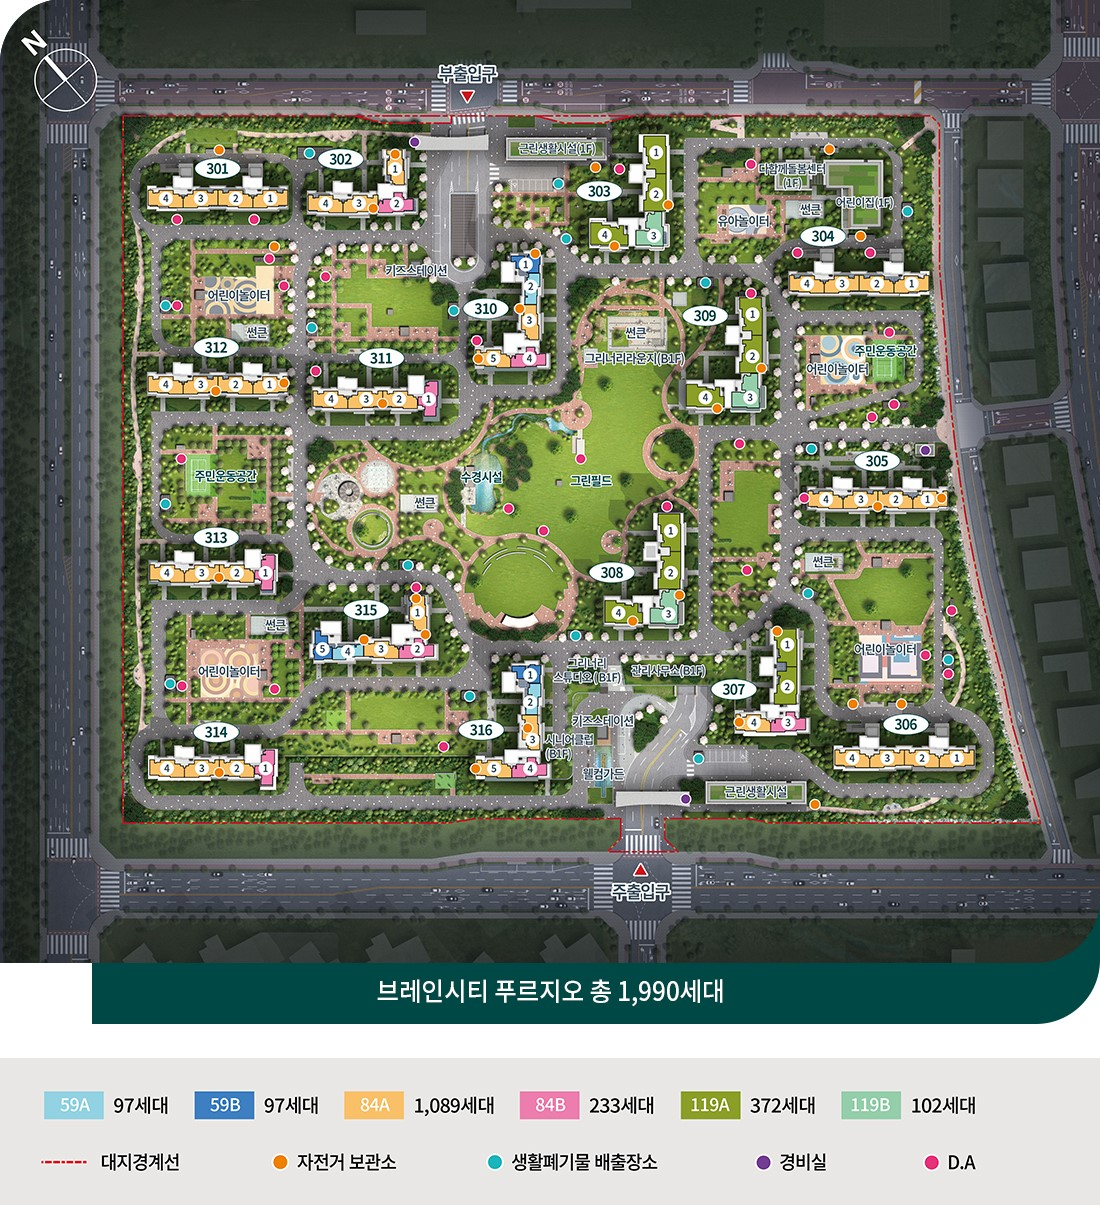 N
부출입구
근린생활시설(1F)
301
4 3 2 1
302
1
4 3 2
303
1
2
4 3
다함께돌봄센터
(1F)
어린이집(1F)
유아놀이터
썬큰
304
4 3 2 1
키즈스테이션
어린이놀이터
썬큰
310
1
2
3
5 4
썬큰
그리너리라운지(B1F)
309
1
2
4 3
312
4 3 2 1
311
4 3 2 1
주민운동공간
어린이놀이터
305
4 3 2 1
주민운동공간
수경시설
썬큰
그린필드
313
4 3 2 1
308
1
2
4 3
썬큰
315
1
5 4 3 2
썬큰
어린이놀이터
어린이놀이터
그리너리
스튜디오(B1F)
관리사무소(B1F)
307
1
2
4 3
314
4 3 2 1
316
1
2
3
5 4
키즈스테이션
시니어클럽
(B1F)
웰컴가든
306
4 3 2 1
근린생활시설
주출입구
브레인시티 푸르지오 총 1,990세대
59A 97세대 59B 97세대 84A 1,089세대 84B 233세대 119A 372세대 119B 102세대
대지경계선 자전거 보관소 생활폐기물 배출장소 경비실 D.A